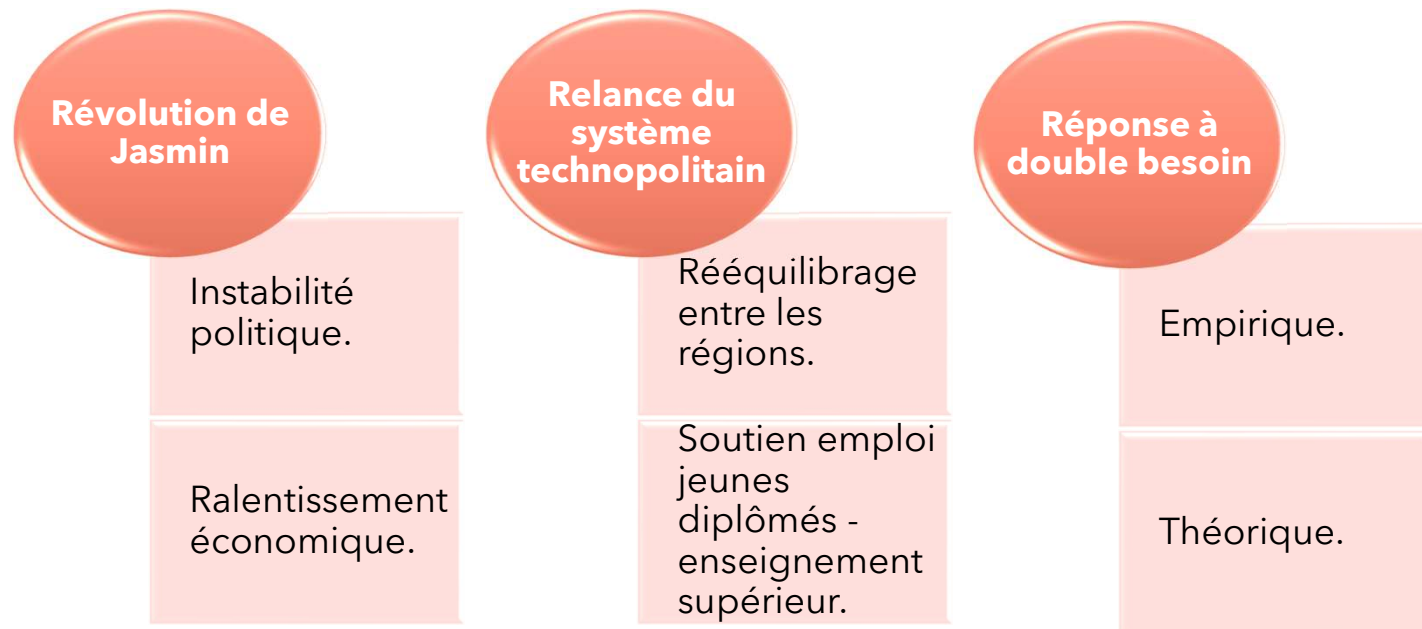 Révolution de
Jasmin
Instabilité
politique.
Ralentissement
économique.
Relance du
système
technopolitain
Rééquilibrage
entre les
régions.
Soutien emploi
jeunes
diplômés -
enseignement
supérieur.
Réponse à
double besoin
Empirique.
Théorique.